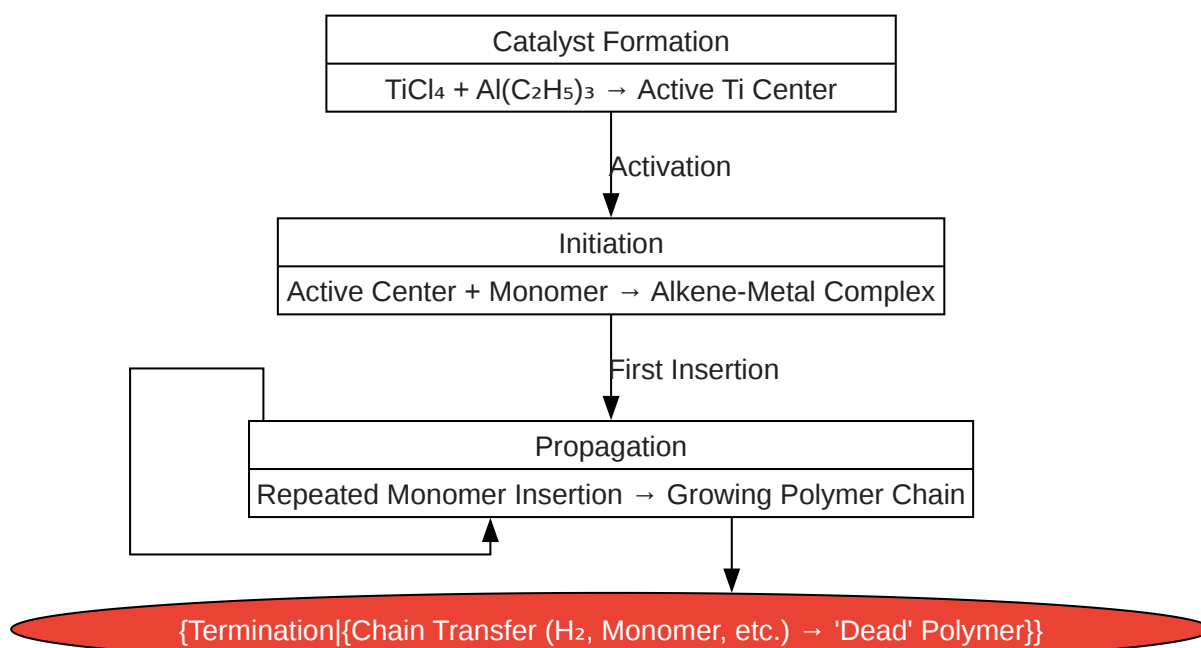 Catalyst Formation
TiCl₄ + Al(C₂H₅)₃ → Active Ti Center
Activation
Initiation
Active Center + Monomer → Alkene-Metal Complex
First Insertion
Propagation
Repeated Monomer Insertion → Growing Polymer Chain
{Termination|{Chain Transfer (H₂, Monomer, etc.) → 'Dead' Polymer}}